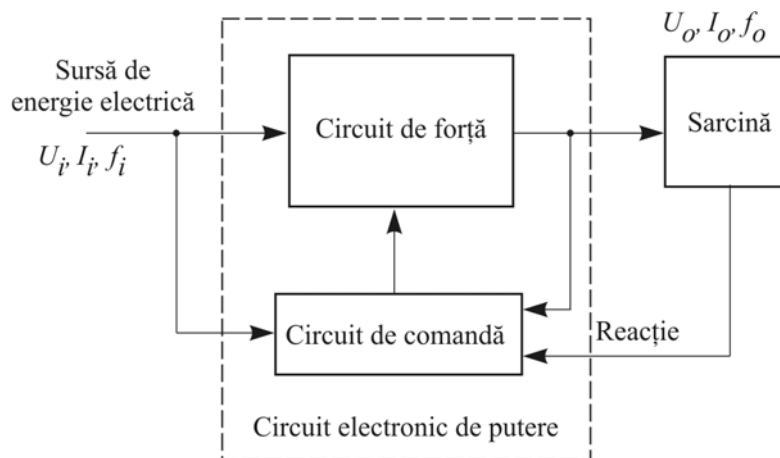 Uo, Io, fo
Sursă de
energie electrică
Ui, Ii, fi
Circuit de forță
Sarcină
Circuit de comandă
Reacție
Circuit electronic de putere